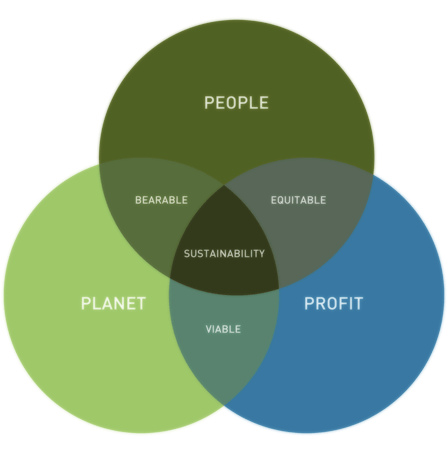 PEOPLE
BEARABLE
EQUITABLE
SUSTAINABILITY
PLANET
PROFIT
VIABLE